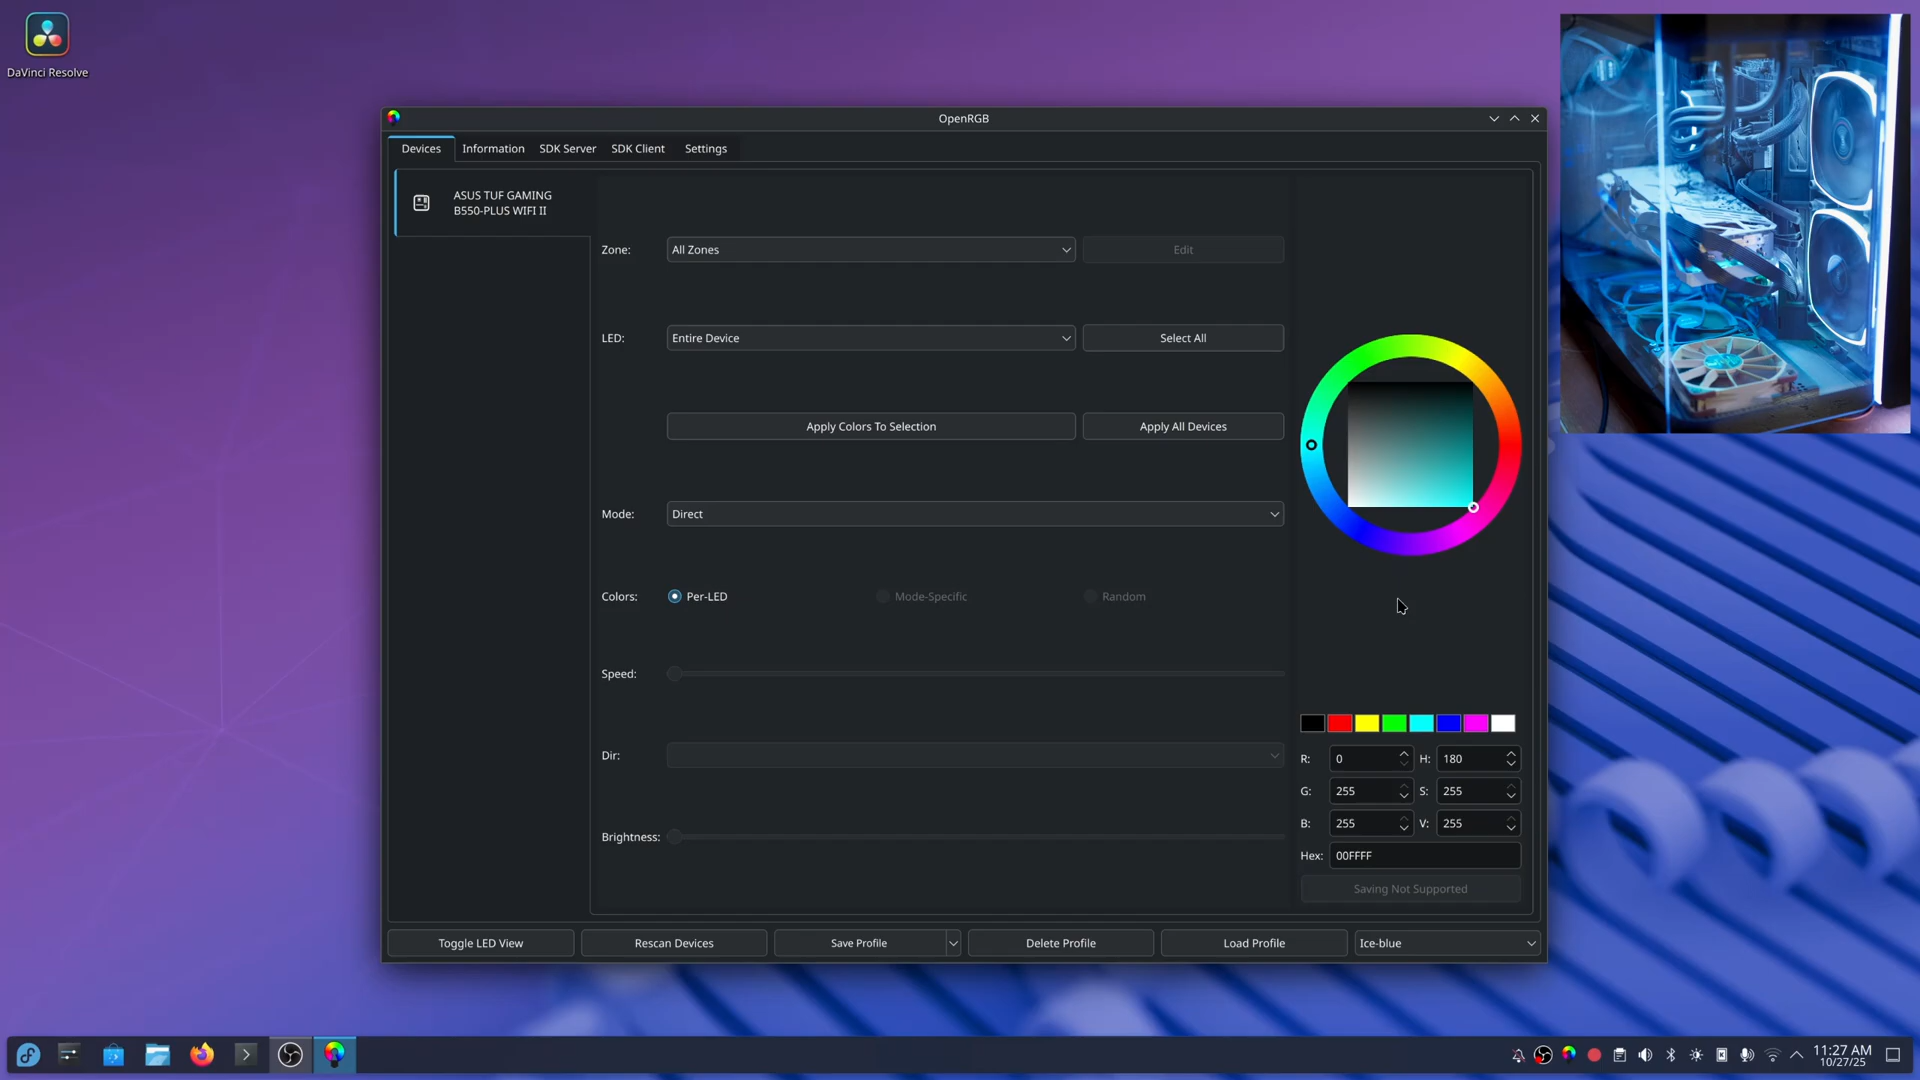 DaVinci Resolve
OpenRGB
Devices
Information
SDK Server
SDK Client
Settings
ASUS TUF GAMING
B550-PLUS WIFI II
Zone:
All Zones
Edit
LED:
Entire Device
Select All
Apply Colors To Selection
Apply All Devices
Mode:
Direct
Colors:
Per-LED
Mode-Specific
Random
Speed:
Dir:
Brightness:
R:
0
H:
180
G:
255
S:
255
B:
255
V:
255
Hex:
00FFFF
Saving Not Supported
Toggle LED View
Rescan Devices
Save Profile
Delete Profile
Load Profile
Ice-blue
11:27 AM
10/27/25